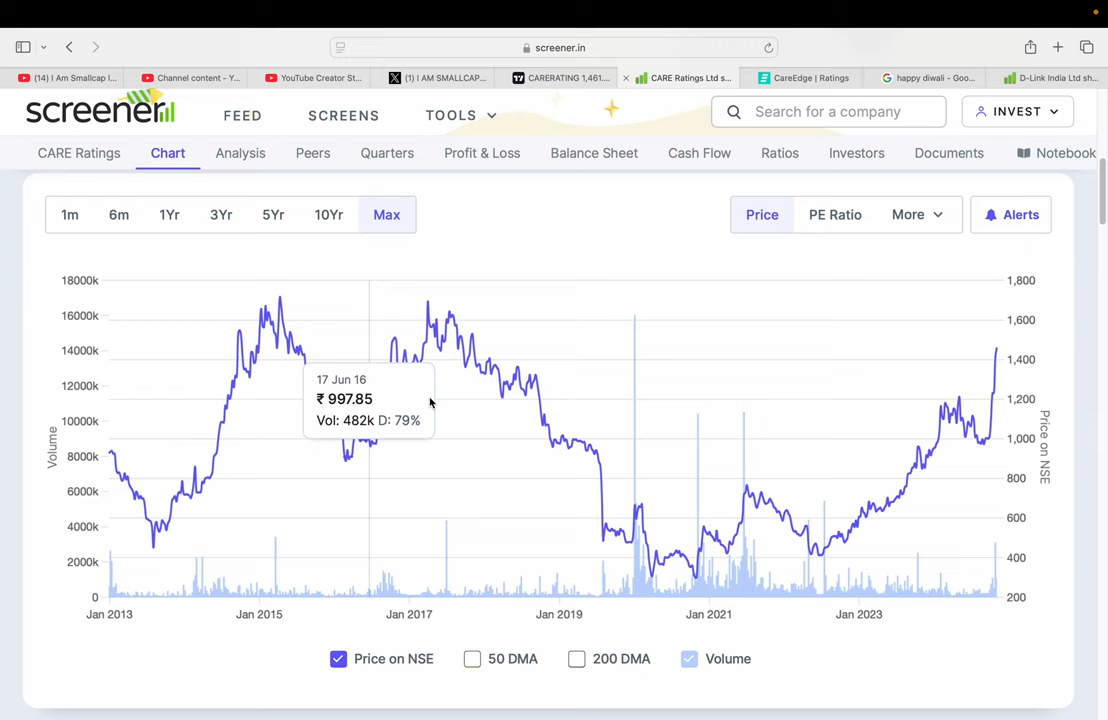 screener.in
(14) I Am Smallcap I... Channel content - Y... YouTube Creator St... (1) I AM SMALLCAP... CARERATING 1,461.... CARE Ratings Ltd s... CareEdge | Ratings happy diwali - Goo... D-Link India Ltd sh...
screener FEED SCREENS TOOLS Search for a company INVEST
CARE Ratings Chart Analysis Peers Quarters Profit & Loss Balance Sheet Cash Flow Ratios Investors Documents Notebook
1m 6m 1Yr 3Yr 5Yr 10Yr Max Price PE Ratio More Alerts
18000k 1,800
16000k 1,600
14000k 1,400
12000k 1,200
10000k 1,000
8000k 800
6000k 600
4000k 400
2000k
0 200
Volume
Price on NSE
17 Jun 16
₹ 997.85
Vol: 482k D: 79%
Jan 2013 Jan 2015 Jan 2017 Jan 2019 Jan 2021 Jan 2023
Price on NSE 50 DMA 200 DMA Volume